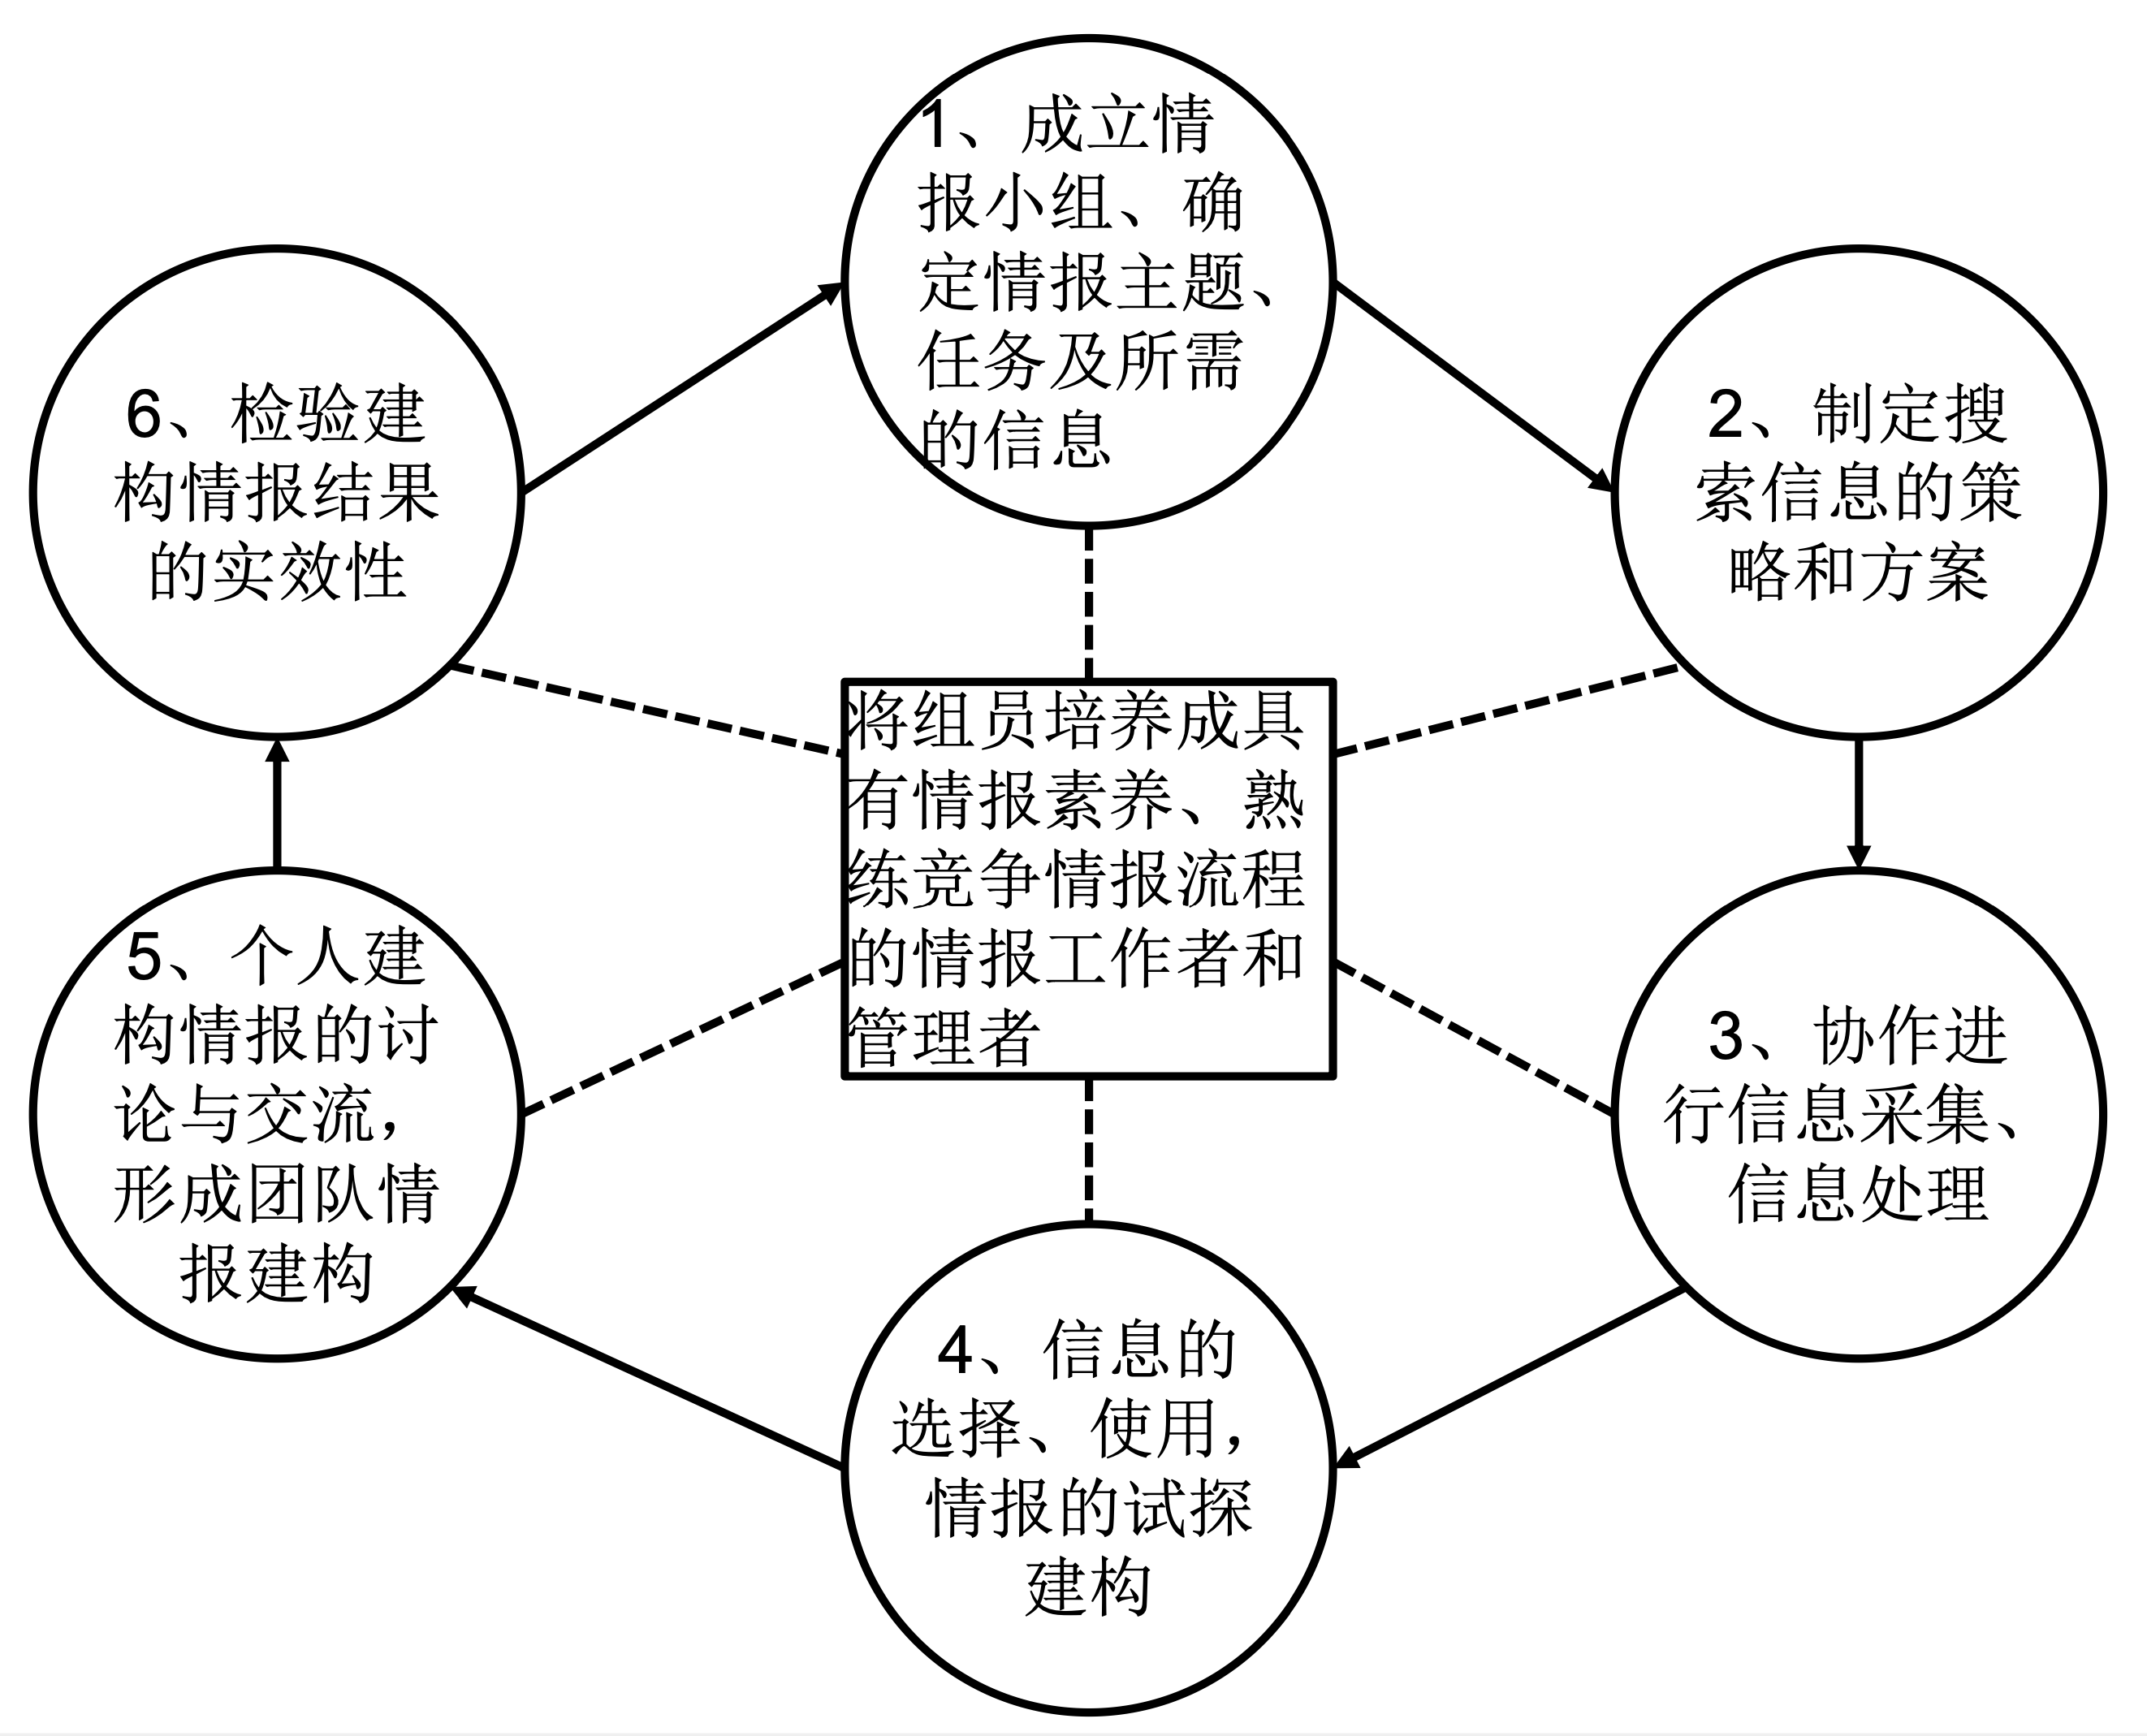 1、成立情
报小组、确
定情报主题、
任务及所需
的信息
2、制定搜
寻信息的策
略和方案
3、协作进
行信息采集、
信息处理
4、信息的
选择、使用，
情报的试探
建构
5、个人建
构情报的讨
论与交流，
形成团队情
报建构
6、检验建
构情报结果
的实效性
将组员培养成具
有情报素养、熟
练竞争情报流程
的情报工作者和
管理者